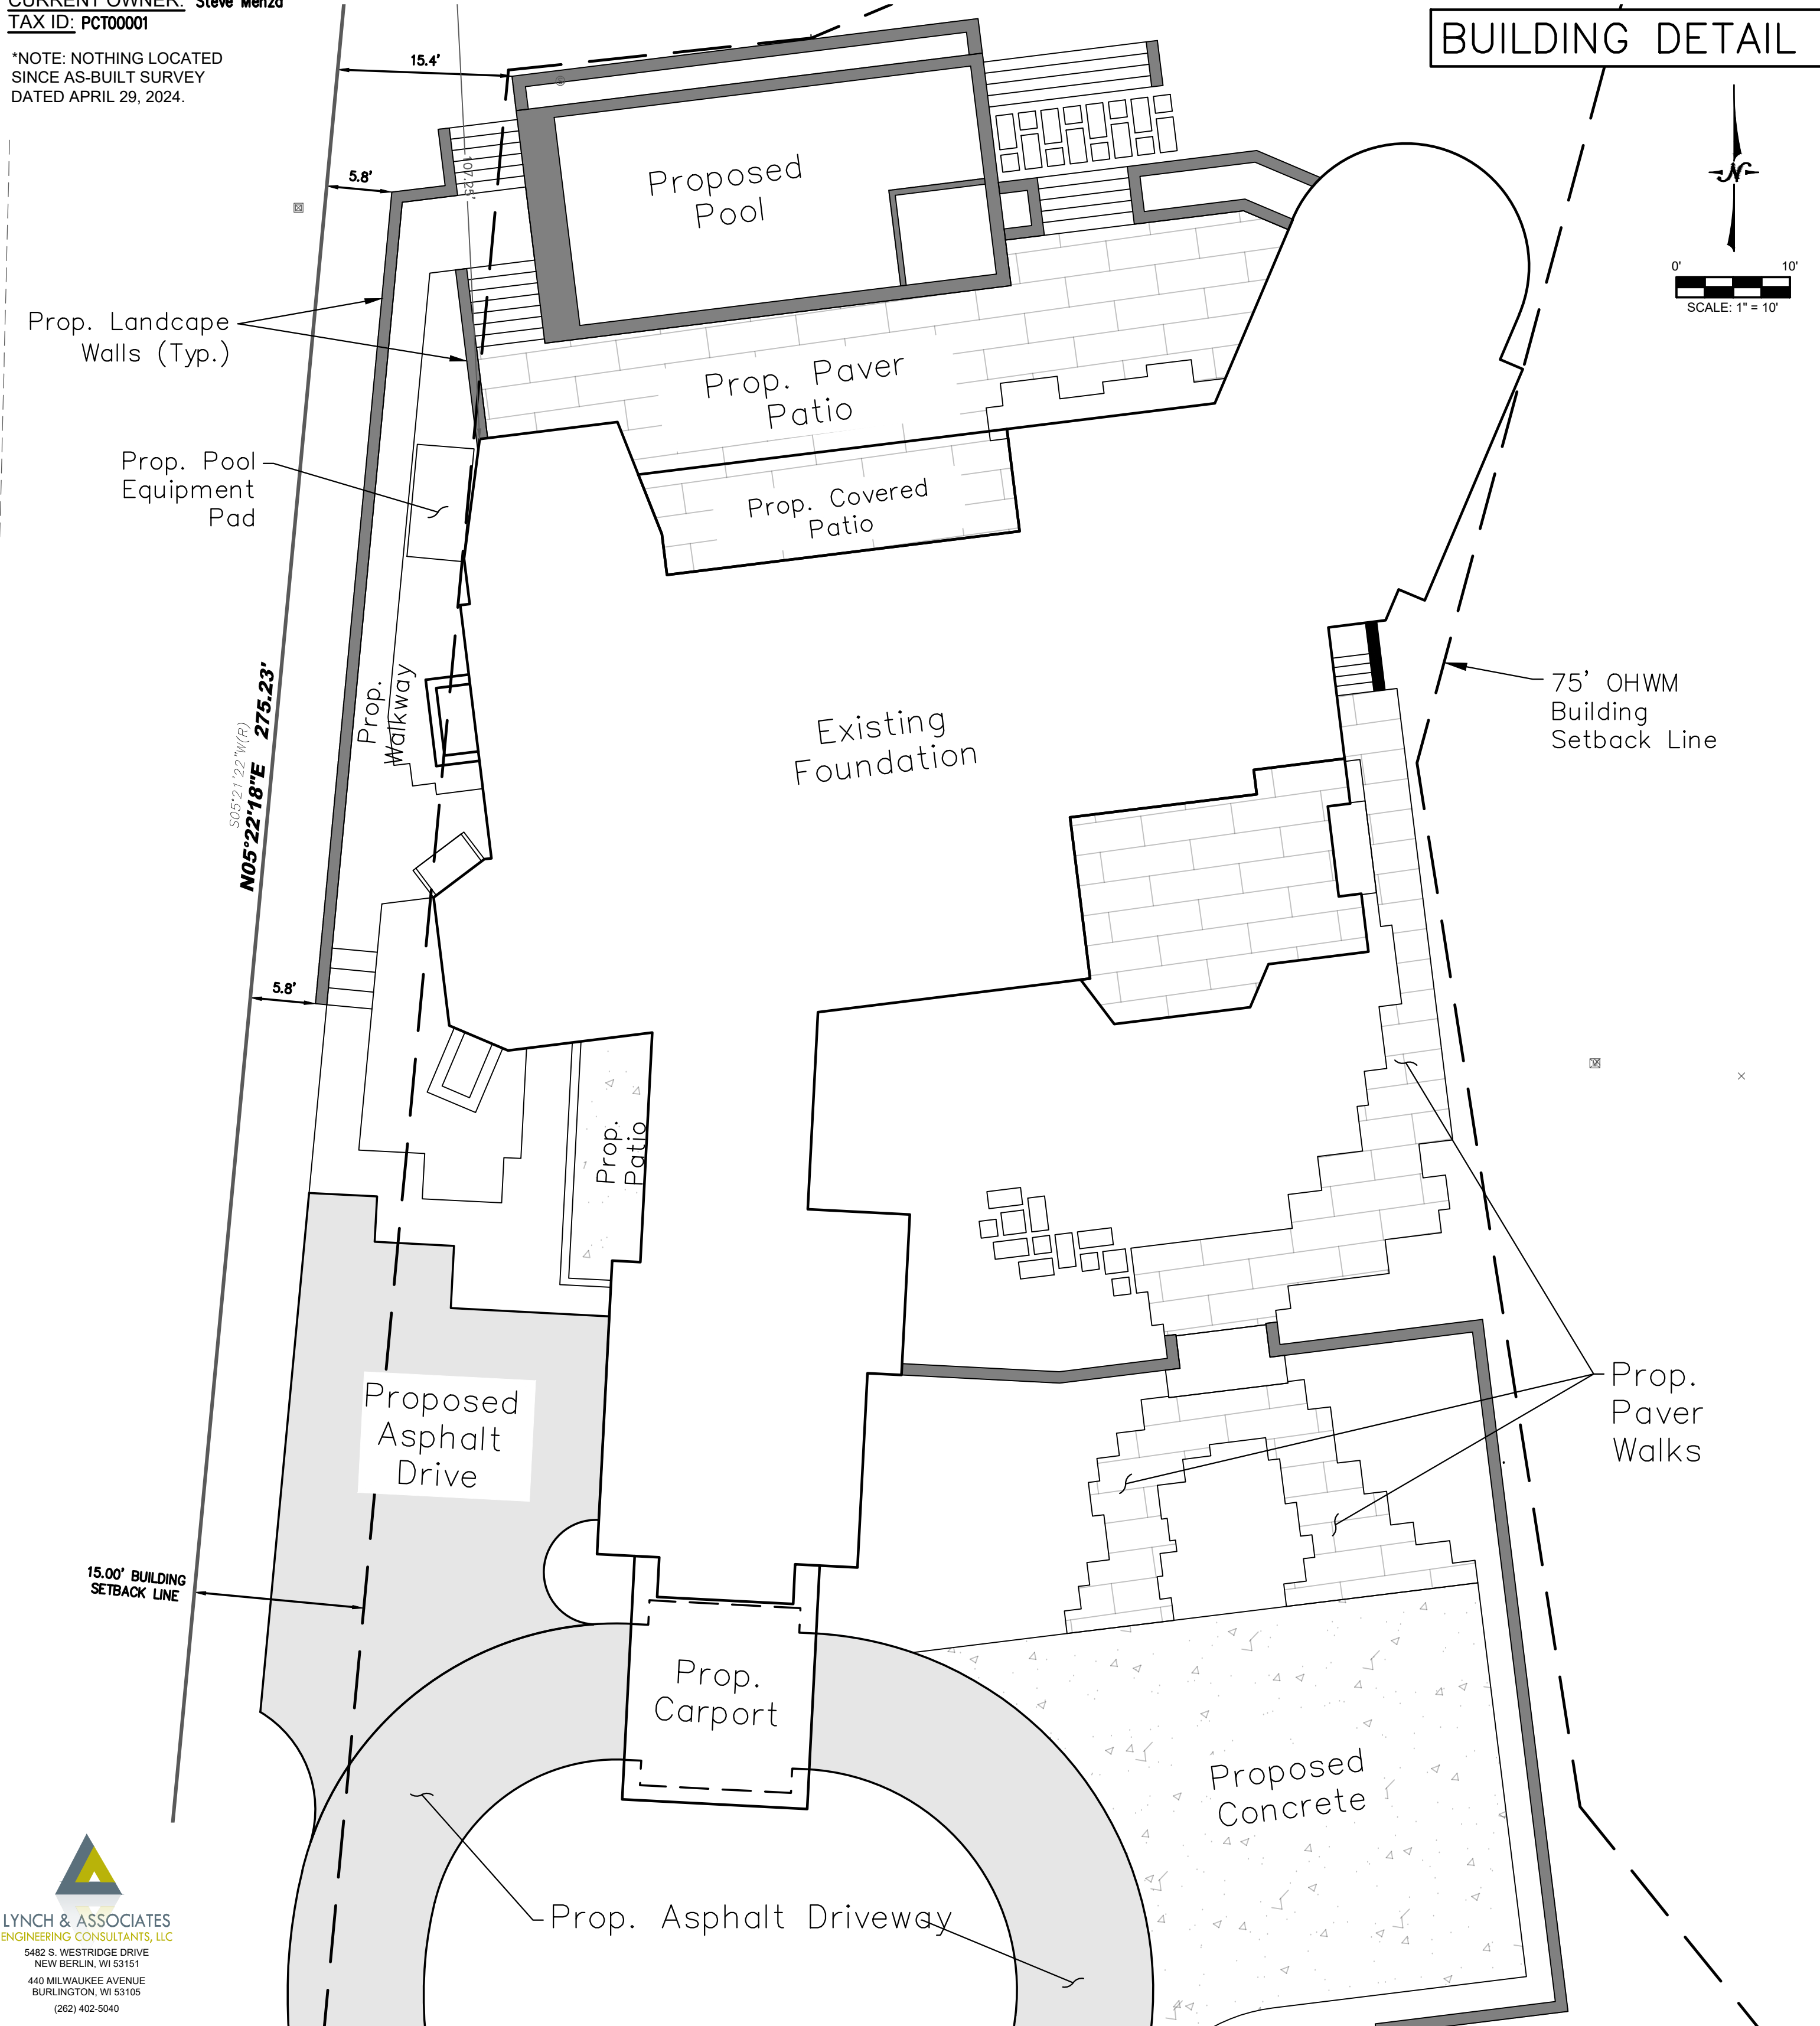 CURRENT OWNER: Steve Menza
TAX ID: PCT00001
*NOTE: NOTHING LOCATED
SINCE AS-BUILT SURVEY
DATED APRIL 29, 2024.
BUILDING DETAIL
15.4'
5.8'
107.25'
N
0' 10'
SCALE: 1" = 10'
Proposed
Pool
Prop. Landcape
Walls (Typ.)
Prop. Paver
Patio
Prop. Pool
Equipment
Pad
Prop. Covered
Patio
Prop.
Walkway
Existing
Foundation
75' OHWM
Building
Setback Line
S05°21'22"W(R)
N05°22'18"E 275.23'
5.8'
Prop.
Patio
Proposed
Asphalt
Drive
Prop.
Paver
Walks
15.00' BUILDING
SETBACK LINE
Prop.
Carport
Proposed
Concrete
Prop. Asphalt Driveway
LYNCH & ASSOCIATES
ENGINEERING CONSULTANTS, LLC
5482 S. WESTRIDGE DRIVE
NEW BERLIN, WI 53151
440 MILWAUKEE AVENUE
BURLINGTON, WI 53105
(262) 402-5040